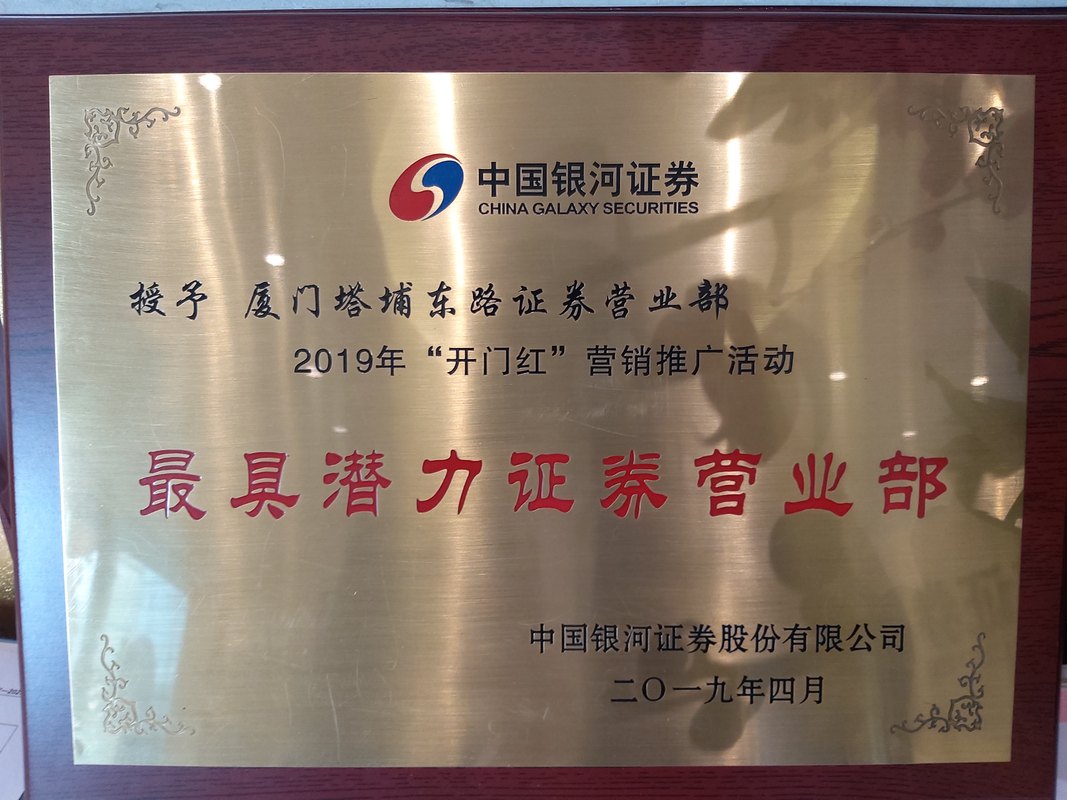 中国银河证券
CHINA GALAXY SECURITIES
授予 厦门塔埔东路证券营业部
2019年“开门红”营销推广活动
最具潜力证券营业部
中国银河证券股份有限公司
二〇一九年四月